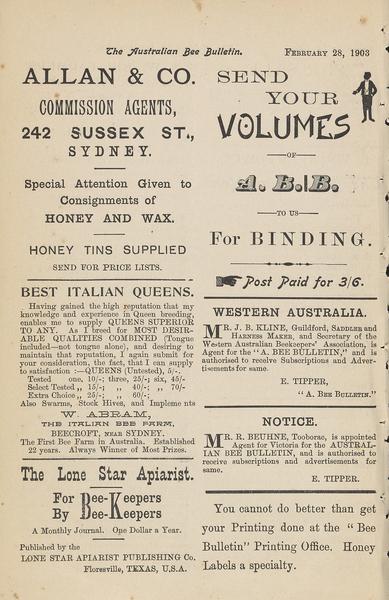 The Australian Bee Bulletin. FEBRUARY 28, 1903
ALLAN & CO.
COMMISSION AGENTS,
242 SUSSEX ST.,
SYDNEY.
Special Attention Given to
Consignments of
HONEY AND WAX.
HONEY TINS SUPPLIED
SEND FOR PRICE LISTS.
BEST ITALIAN QUEENS.
Having gained the high reputation that my
knowledge and experience in Queen breeding,
enables me to supply QUEENS SUPERIOR
TO ANY. As I breed for MOST DESIR-
ABLE QUALITIES COMBINED (Tongue
included—not tongue alone), and desiring to
maintain that reputation, I again submit for
your consideration, the fact, that I can supply
to satisfaction :—QUEENS (Untested), 5/-.
Tested one, 10/-; three, 25/-; six, 45/-
Select Tested ,, 15/-; ,, 40/-; ,, 70/-
Extra Choice ,, 25/-; ,, 60/-;
Also Swarms, Stock Hives, and Impleme nts
W. ABRAM,
THE ITALIAN BEE FARM,
BEECROFT, NEAR SYDNEY.
The First Bee Farm in Australia. Established
22 years. Always Winner of Most Prizes.
The Lone Star Apiarist.
For Bee-Keepers
By Bee-Keepers
A Monthly Journal. One Dollar a Year.
Published by the
LONE STAR APIARIST PUBLISHING Co.
Floresville, TEXAS, U.S.A.
SEND
YOUR
VOLUMES
—OF—
A. B. B.
—TO US—
For BINDING.
Post Paid for 3/6.
WESTERN AUSTRALIA.
MR. J. B. KLINE, Guildford, SADDLER and
HARNESS MAKER, and Secretary of the
Western Australian Beekeepers' Association, is
Agent for the "A. BEE BULLETIN," and is
authorised to receive Subscriptions and Adver-
tisements for same.
E. TIPPER,
"A. BEE BULLETIN."
NOTICE.
MR. R. BEUHNE, Tooborac, is appointed
Agent for Victoria for the AUSTRAL-
IAN BEE BULLETIN, and is authorised to
receive subscriptions and advertisements for
same.
E. TIPPER.
You cannot do better than get
your Printing done at the "Bee
Bulletin" Printing Office. Honey
Labels a specialty.